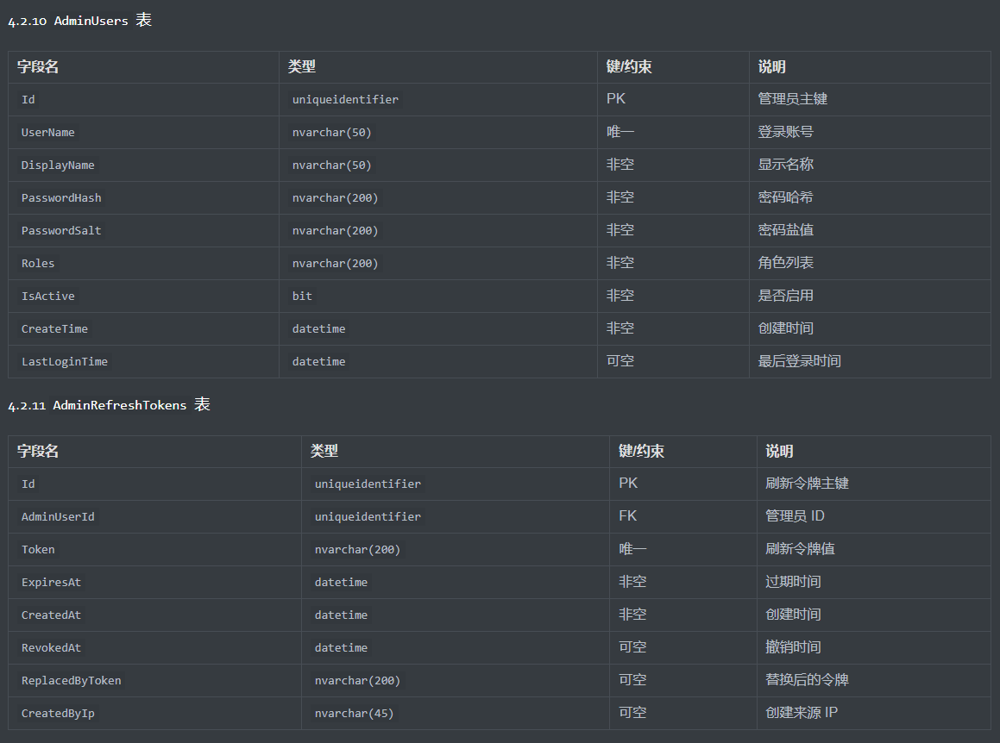 4.2.10 AdminUsers 表
字段名 类型 键/约束 说明
Id uniqueidentifier PK 管理员主键
UserName nvarchar(50) 唯一 登录账号
DisplayName nvarchar(50) 非空 显示名称
PasswordHash nvarchar(200) 非空 密码哈希
PasswordSalt nvarchar(200) 非空 密码盐值
Roles nvarchar(200) 非空 角色列表
IsActive bit 非空 是否启用
CreateTime datetime 非空 创建时间
LastLoginTime datetime 可空 最后登录时间
4.2.11 AdminRefreshTokens 表
字段名 类型 键/约束 说明
Id uniqueidentifier PK 刷新令牌主键
AdminUserId uniqueidentifier FK 管理员 ID
Token nvarchar(200) 唯一 刷新令牌值
ExpiresAt datetime 非空 过期时间
CreatedAt datetime 非空 创建时间
RevokedAt datetime 可空 撤销时间
ReplacedByToken nvarchar(200) 可空 替换后的令牌
CreatedByIp nvarchar(45) 可空 创建来源 IP